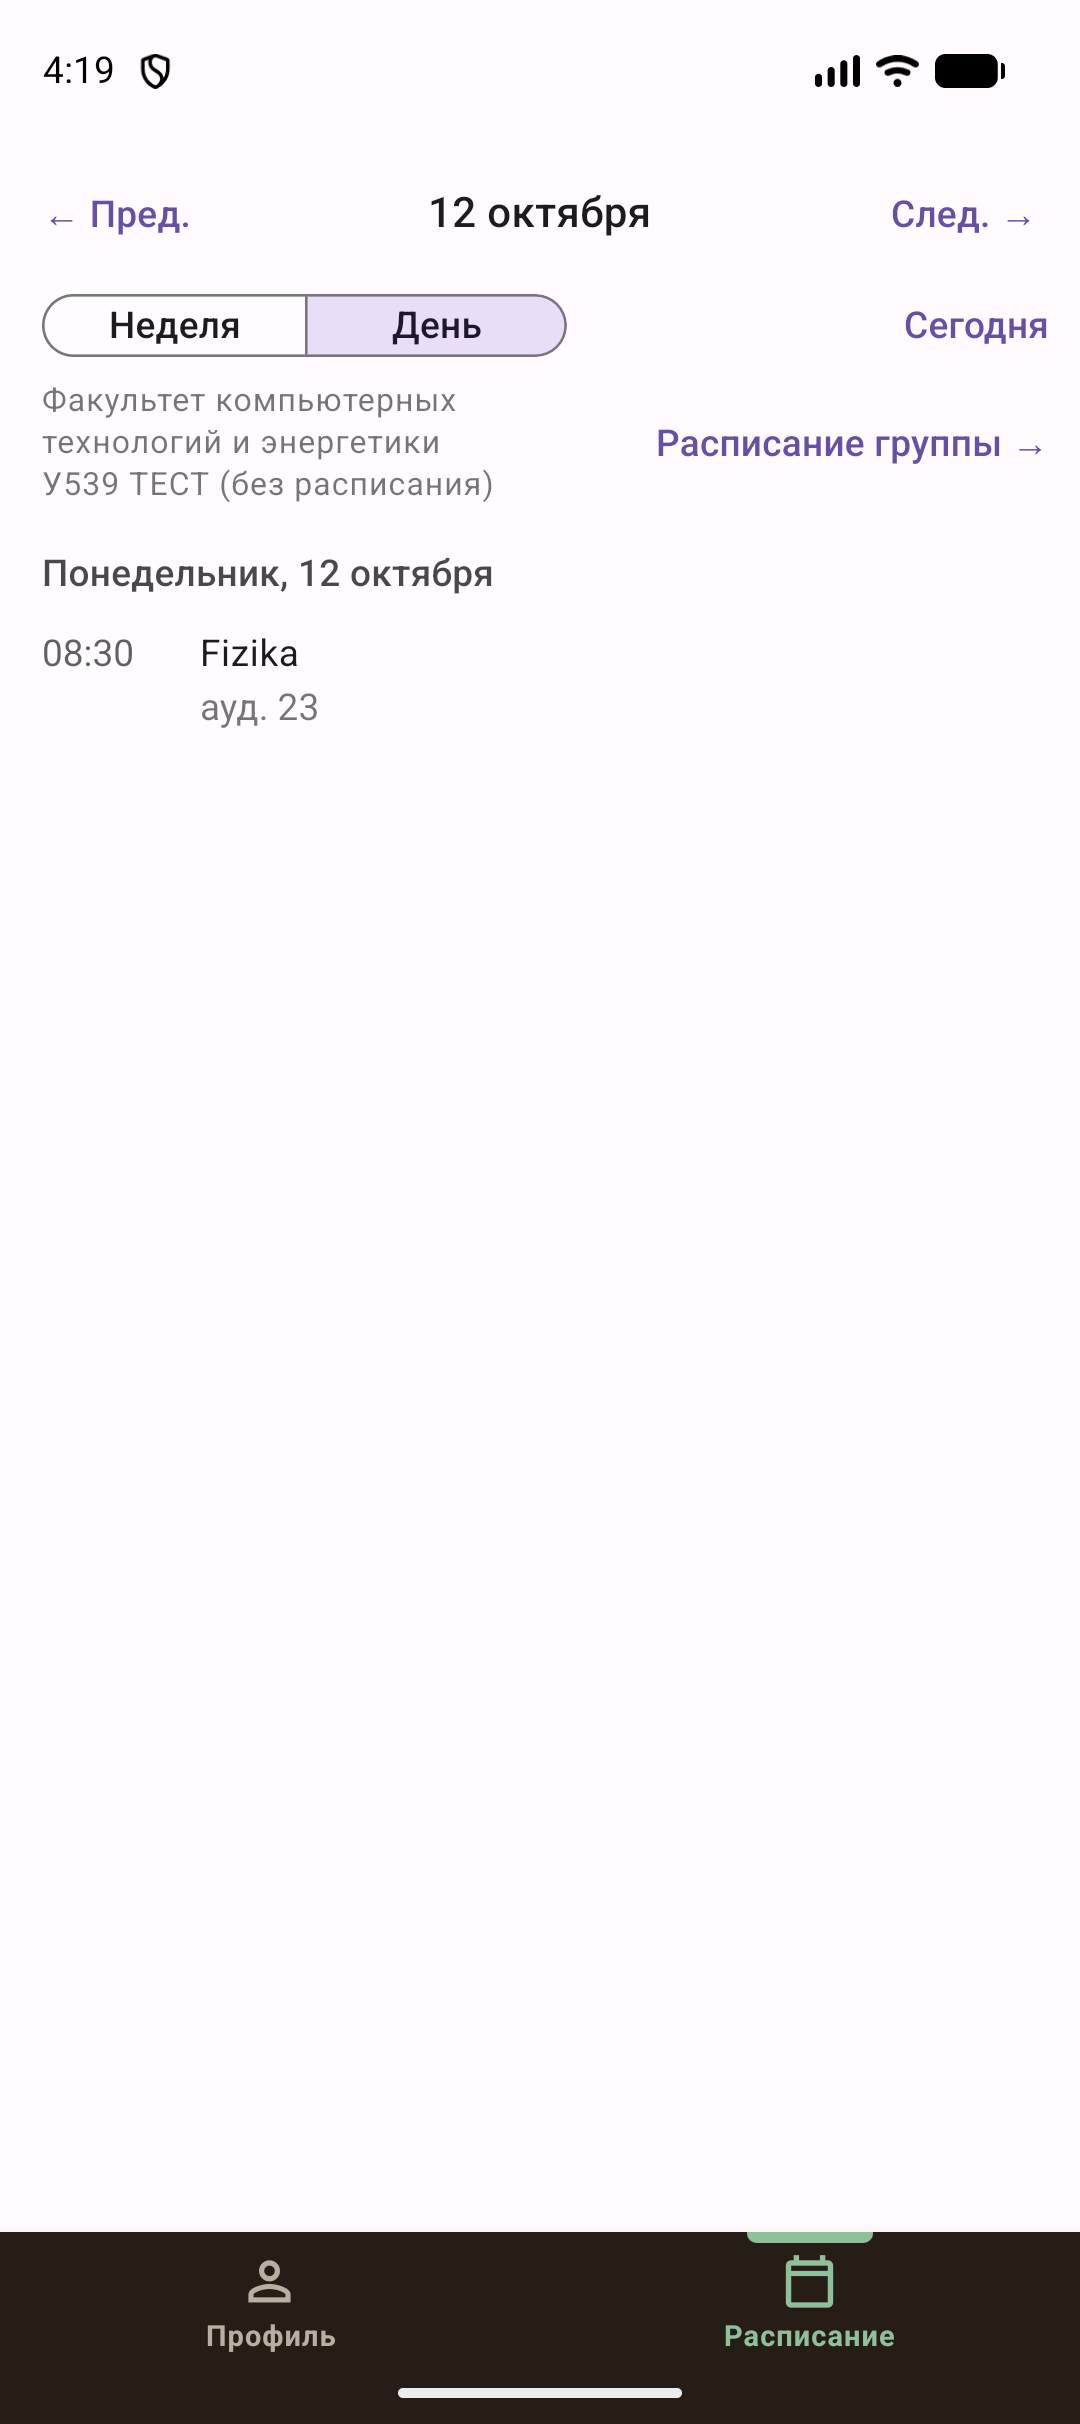 4:19
← Пред. 12 октября След. →
Неделя День Сегодня
Факультет компьютерных
технологий и энергетики
У539 ТЕСТ (без расписания)
Расписание группы →
Понедельник, 12 октября
08:30 Fizika
ауд. 23
Профиль Расписание